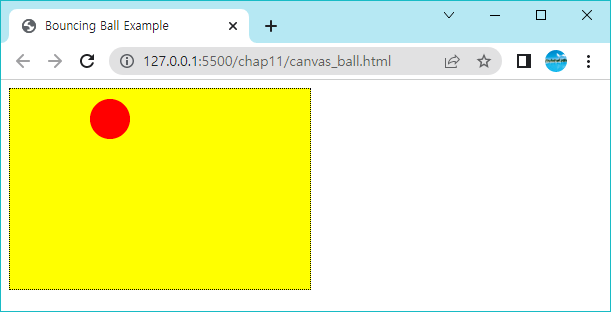 Bouncing Ball Example
127.0.0.1:5500/chap11/canvas_ball.html